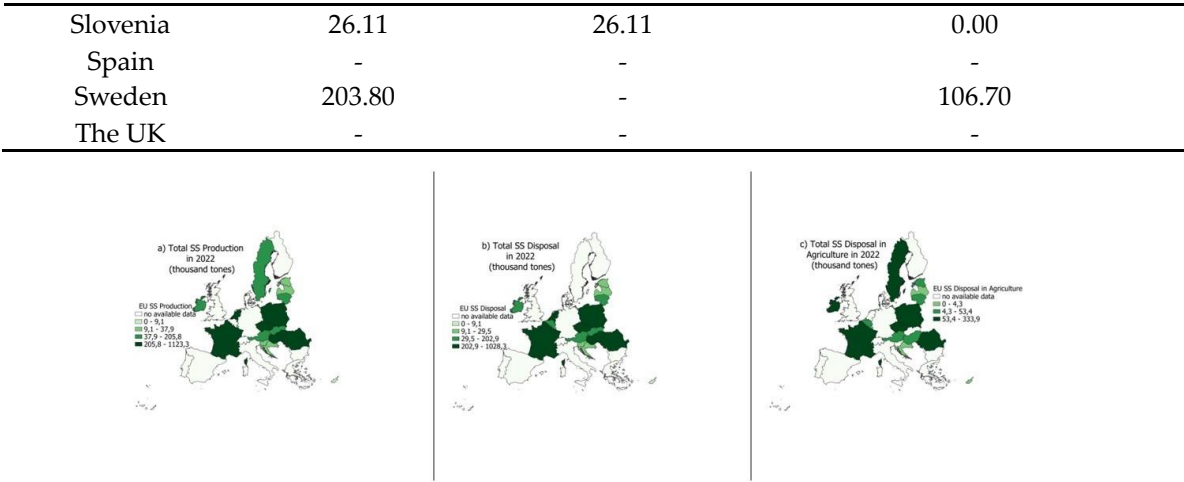 Slovenia 26.11 26.11 0.00
Spain - - -
Sweden 203.80 - 106.70
The UK - - -
a) Total SS Production
in 2022
(thousand tones)
EU SS Production
no available data
0 - 9,1
9,1 - 37,9
37,9 - 205,8
205,8 - 1123,3
b) Total SS Disposal
in 2022
(thousand tones)
EU SS Disposal
no available data
0 - 9,1
9,1 - 29,5
29,5 - 202,9
202,9 - 1028,3
c) Total SS Disposal in
Agriculture in 2022
(thousand tones)
EU SS Disposal in Agriculture
no available data
0 - 4,3
4,3 - 53,4
53,4 - 333,9